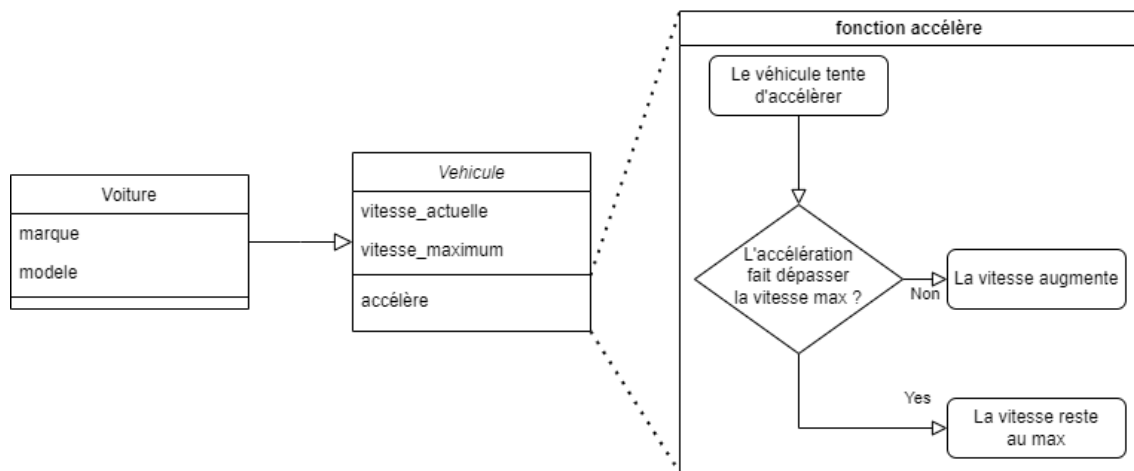 Voiture
marque
modele
Vehicule
vitesse_actuelle
vitesse_maximum
accélère
fonction accélère
Le véhicule tente
d'accélèrer
L'accélération
fait dépasser
la vitesse max ?
Non
La vitesse augmente
Yes
La vitesse reste
au max